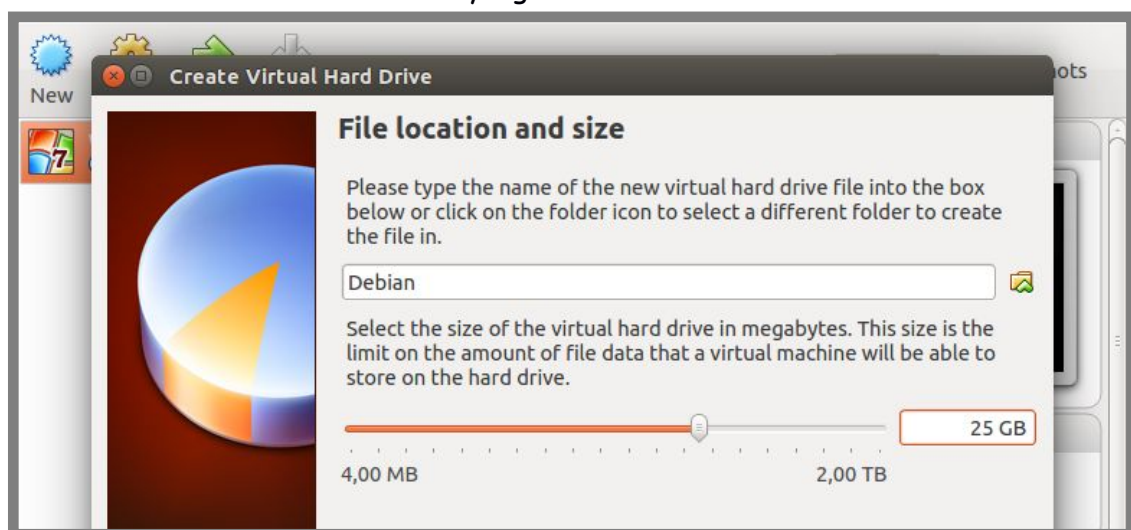 New
Create Virtual Hard Drive
7
File location and size
Please type the name of the new virtual hard drive file into the box
below or click on the folder icon to select a different folder to create
the file in.
Debian
Select the size of the virtual hard drive in megabytes. This size is the
limit on the amount of file data that a virtual machine will be able to
store on the hard drive.
25 GB
4,00 MB 2,00 TB